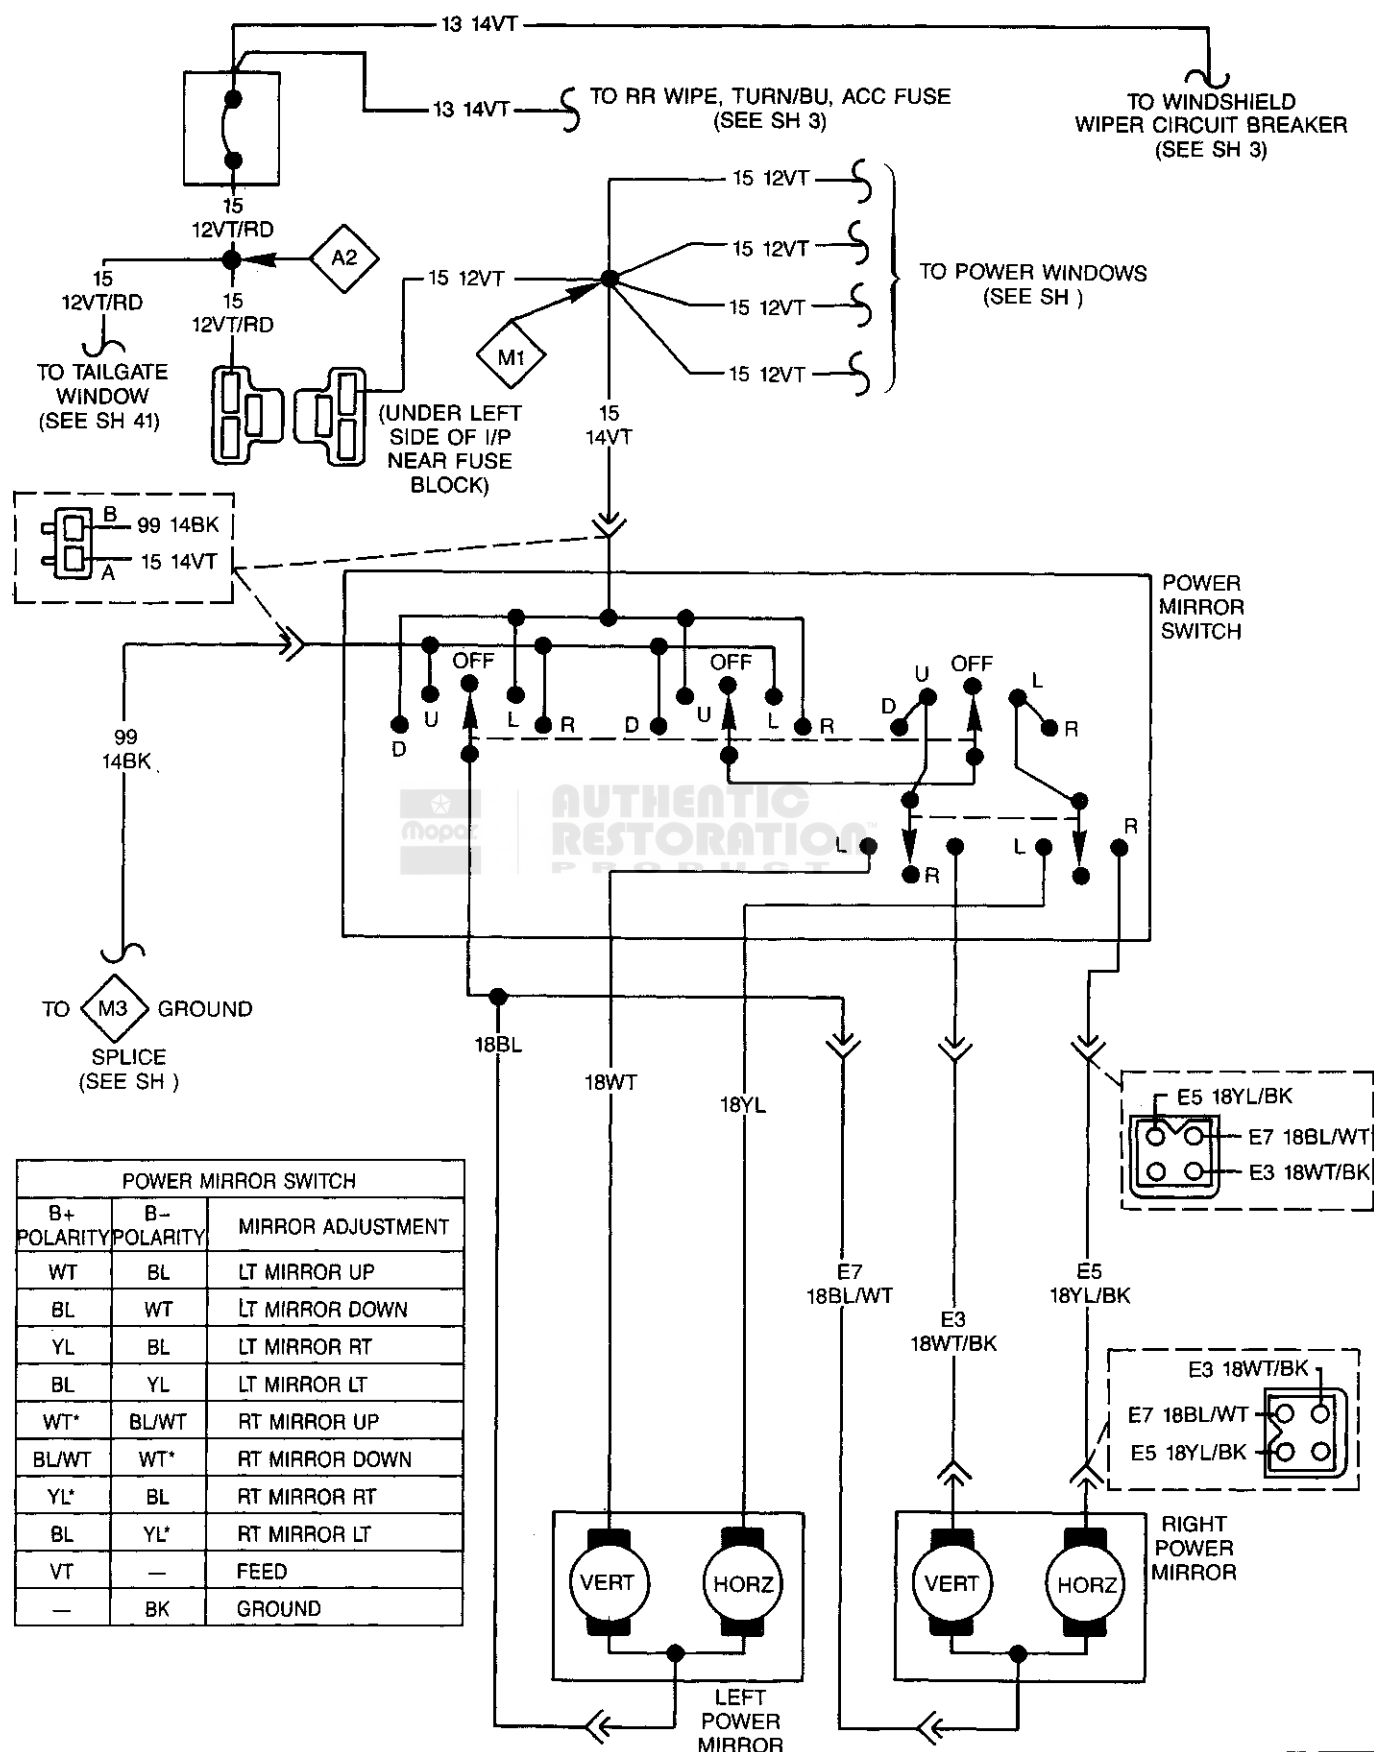 13 14VT
13 14VT
TO RR WIPE, TURN/BU, ACC FUSE
(SEE SH 3)
TO WINDSHIELD
WIPER CIRCUIT BREAKER
(SEE SH 3)
15
12VT/RD
A2
15
12VT/RD
15
12VT/RD
TO TAILGATE
WINDOW
(SEE SH 41)
15 12VT
15 12VT
15 12VT
15 12VT
15 12VT
TO POWER WINDOWS
(SEE SH )
M1
(UNDER LEFT
SIDE OF I/P
NEAR FUSE
BLOCK)
15
14VT
B
99 14BK
15 14VT
A
POWER
MIRROR
SWITCH
OFF
OFF
OFF
D
U
L
R
D
U
L
R
D
U
L
R
99
14BK
Mopar
AUTHENTIC
RESTORATION™
PRODUCT
L
R
L
R
TO
M3
GROUND
SPLICE
(SEE SH )
18BL
18WT
18YL
E5 18YL/BK
E7 18BL/WT
E3 18WT/BK
POWER MIRROR SWITCH
B+ POLARITY B– POLARITY MIRROR ADJUSTMENT
WT BL LT MIRROR UP
BL WT LT MIRROR DOWN
YL BL LT MIRROR RT
BL YL LT MIRROR LT
WT* BL/WT RT MIRROR UP
BL/WT WT* RT MIRROR DOWN
YL* BL RT MIRROR RT
BL YL* RT MIRROR LT
VT — FEED
— BK GROUND
E7
18BL/WT
E3
18WT/BK
E5
18YL/BK
E3 18WT/BK
E7 18BL/WT
E5 18YL/BK
VERT
HORZ
VERT
HORZ
RIGHT
POWER
MIRROR
LEFT
POWER
MIRROR